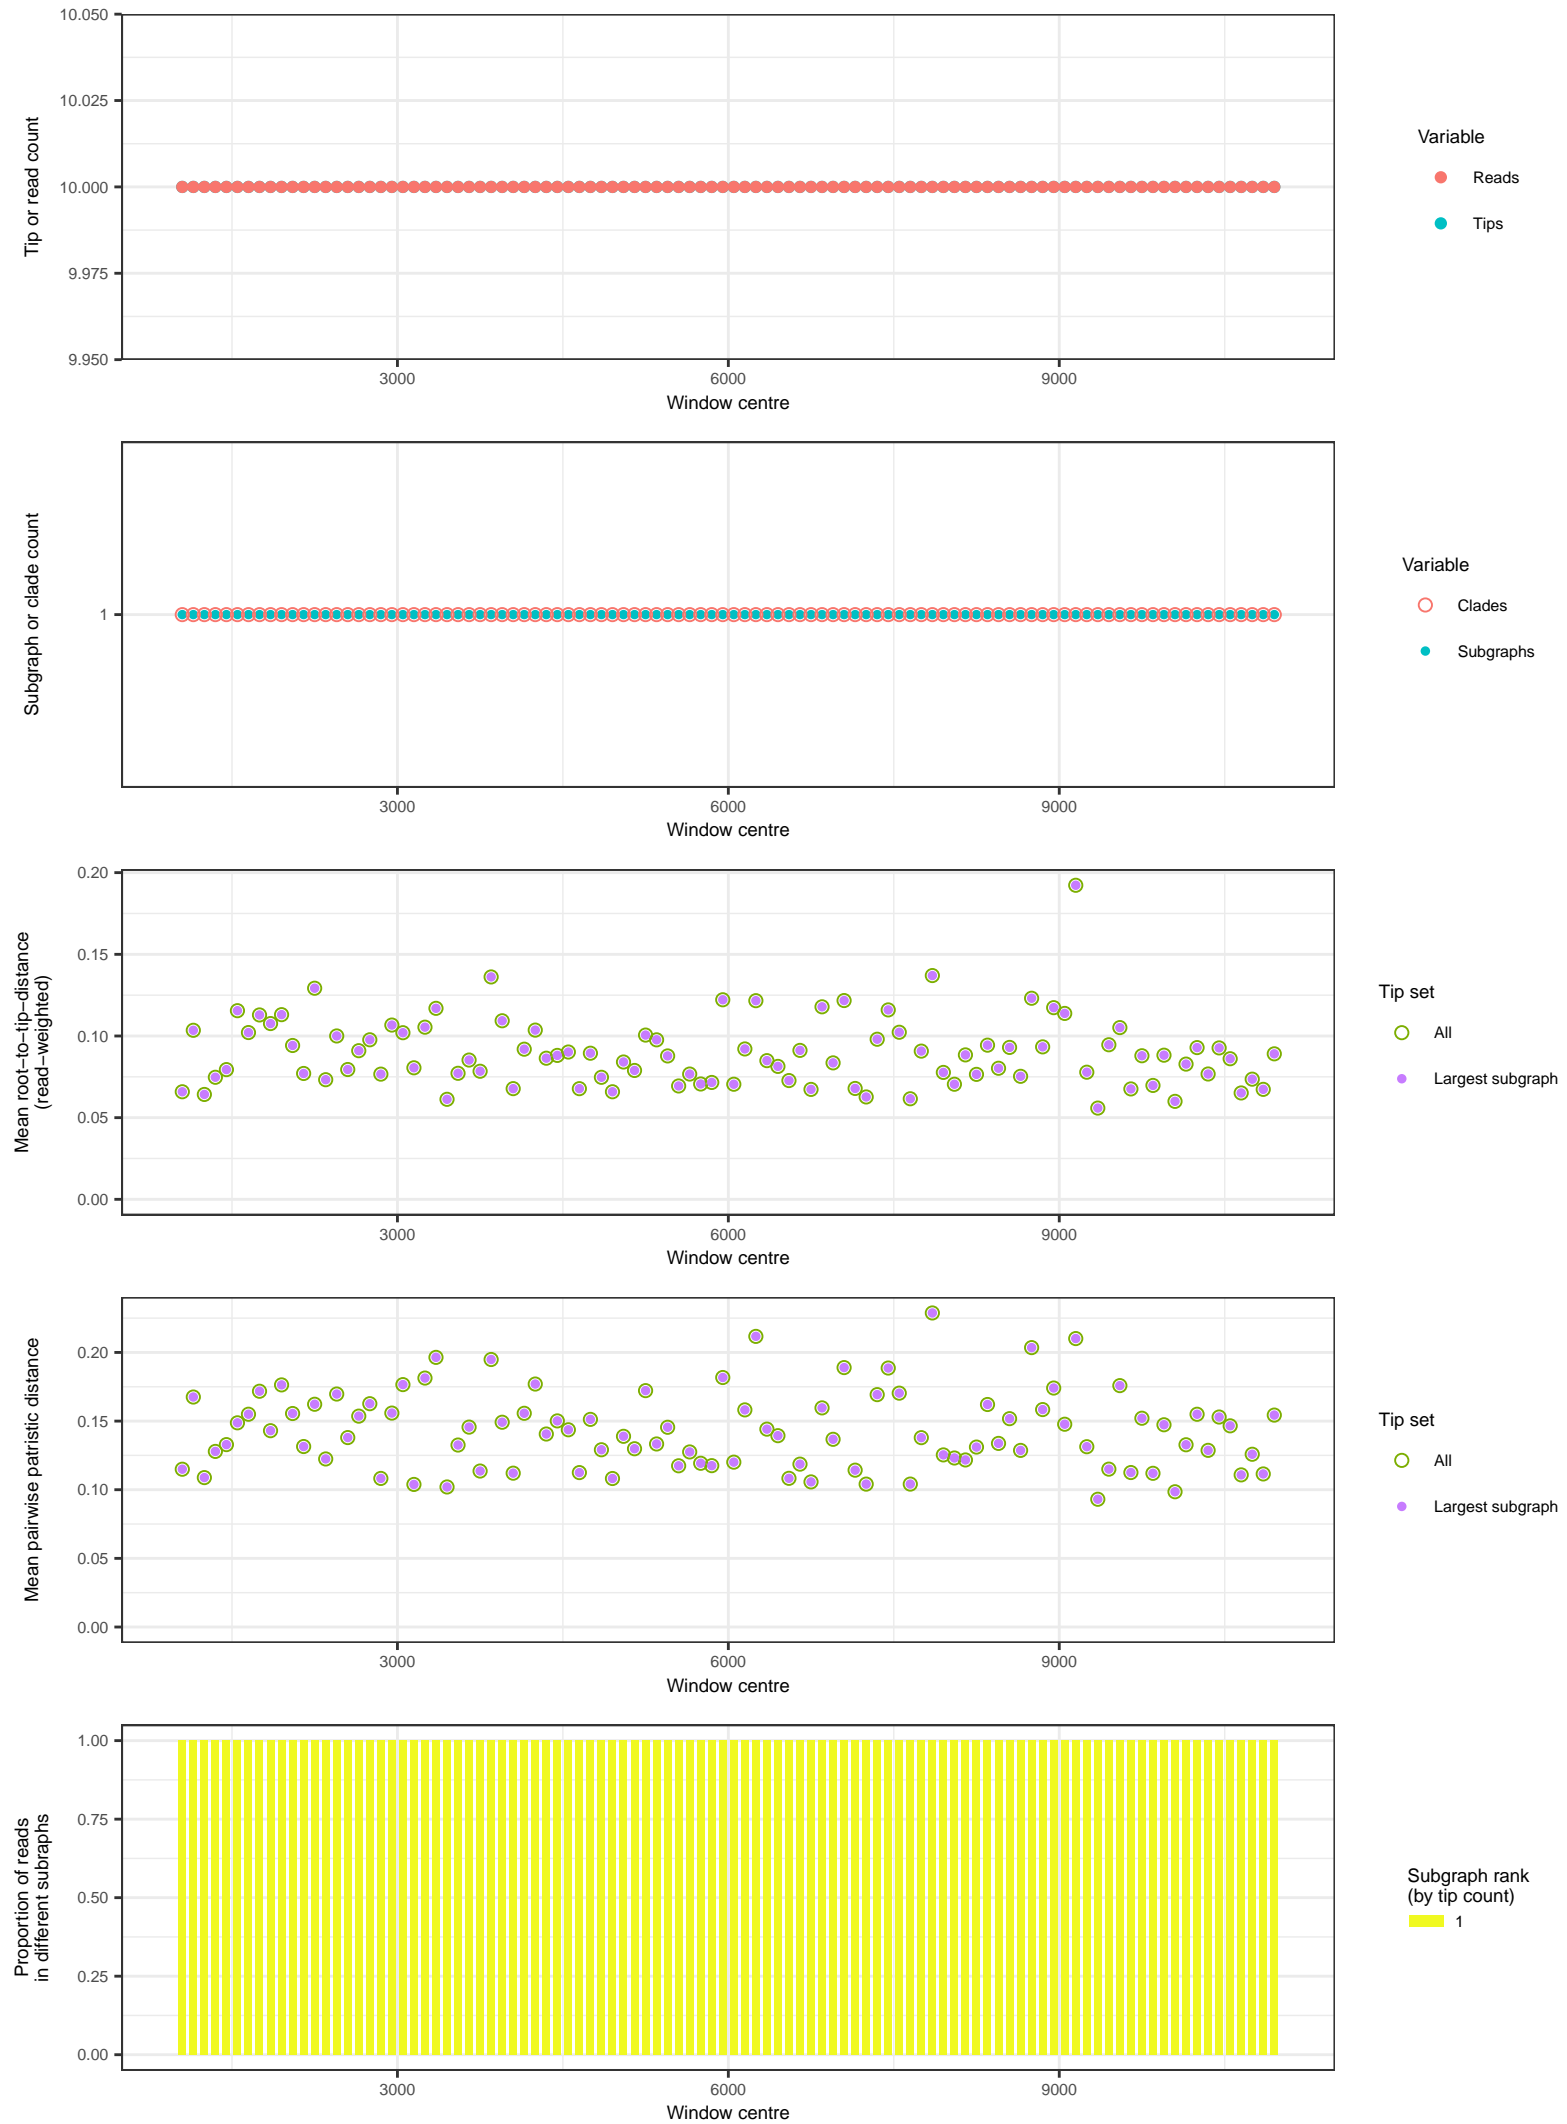 10.050
10.025
10.000
9.975
9.950
Tip or read count
3000
6000
9000
Window centre
Variable
Reads
Tips
Subgraph or clade count
1
3000
6000
9000
Window centre
Variable
Clades
Subgraphs
Mean root−to−tip−distance
(read−weighted)
0.20
0.15
0.10
0.05
0.00
3000
6000
9000
Window centre
Tip set
All
Largest subgraph
Mean pairwise patristic distance
0.20
0.15
0.10
0.05
0.00
3000
6000
9000
Window centre
Tip set
All
Largest subgraph
Proportion of reads
in different subraphs
1.00
0.75
0.50
0.25
0.00
3000
6000
9000
Window centre
Subgraph rank
(by tip count)
1